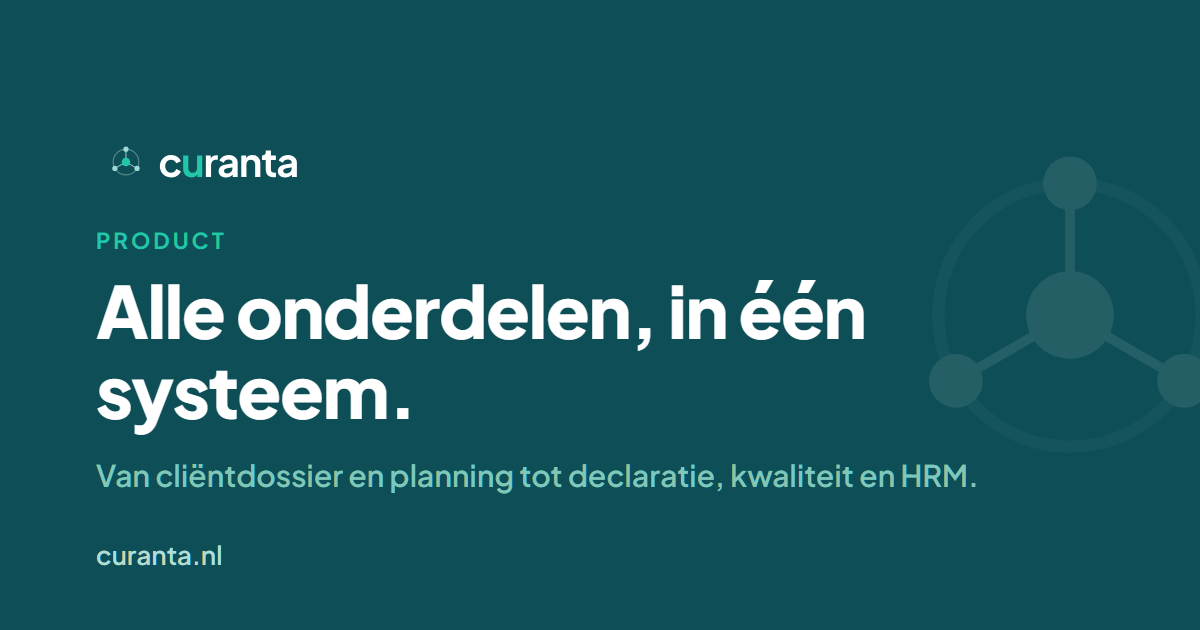 curanta
PRODUCT
Alle onderdelen, in één
systeem.
Van cliëntdossier en planning tot declaratie, kwaliteit en HRM.
curanta.nl